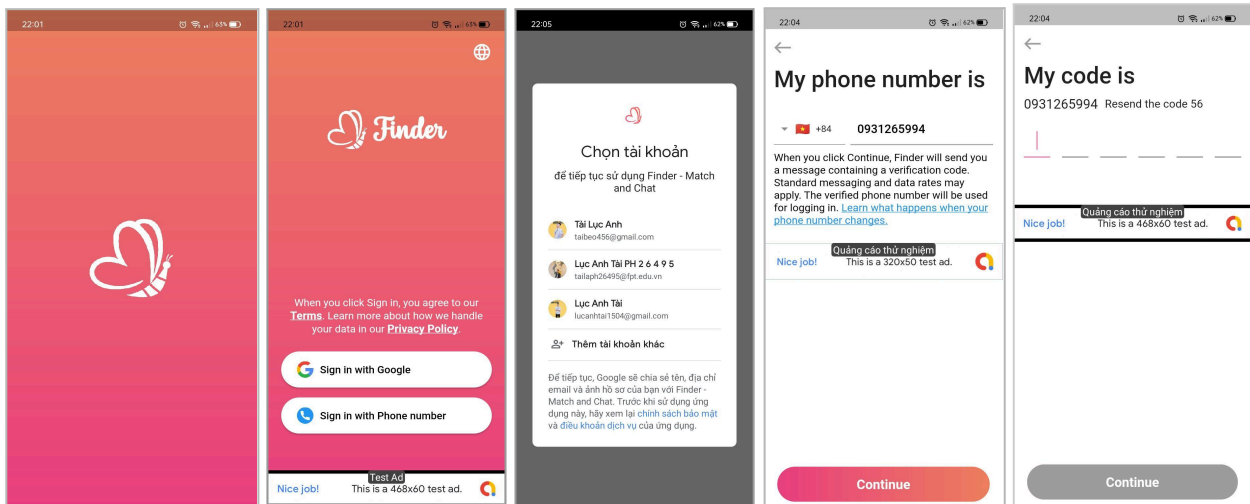 22:01
63%
22:01
63%
Finder
When you click Sign in, you agree to our
Terms. Learn more about how we handle
your data in our Privacy Policy.
Sign in with Google
Sign in with Phone number
Test Ad
Nice job!
This is a 468x60 test ad.
22:05
62%
Chọn tài khoản
để tiếp tục sử dụng Finder - Match
and Chat
Tài Lục Anh
taibeo456@gmail.com
Lục Anh Tài PH 2 6 4 9 5
tailaph26495@fpt.edu.vn
Lục Anh Tài
lucanhtai1504@gmail.com
Thêm tài khoản khác
Để tiếp tục, Google sẽ chia sẻ tên, địa chỉ
email và ảnh hồ sơ của bạn với Finder -
Match and Chat. Trước khi sử dụng ứng
dụng này, hãy xem lại chính sách bảo mật
và điều khoản dịch vụ của ứng dụng.
22:04
62%
My phone number is
+84
0931265994
When you click Continue, Finder will send you
a message containing a verification code.
Standard messaging and data rates may
apply. The verified phone number will be used
for logging in. Learn what happens when your
phone number changes.
Quảng cáo thử nghiệm
Nice job!
This is a 320x50 test ad.
Continue
22:04
62%
My code is
0931265994 Resend the code 56
Quảng cáo thử nghiệm
Nice job!
This is a 468x60 test ad.
Continue